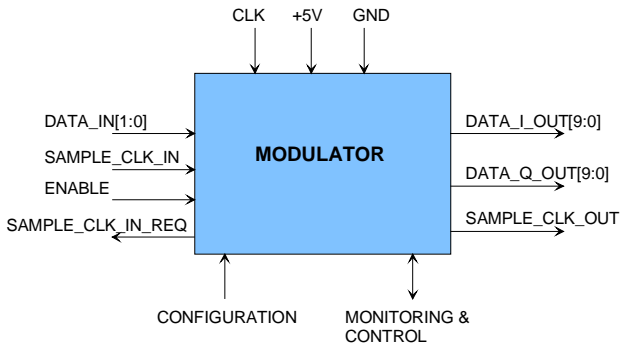 CLK +5V GND
DATA_IN[1:0]
SAMPLE_CLK_IN
ENABLE
SAMPLE_CLK_IN_REQ
MODULATOR
DATA_I_OUT[9:0]
DATA_Q_OUT[9:0]
SAMPLE_CLK_OUT
CONFIGURATION
MONITORING &
CONTROL